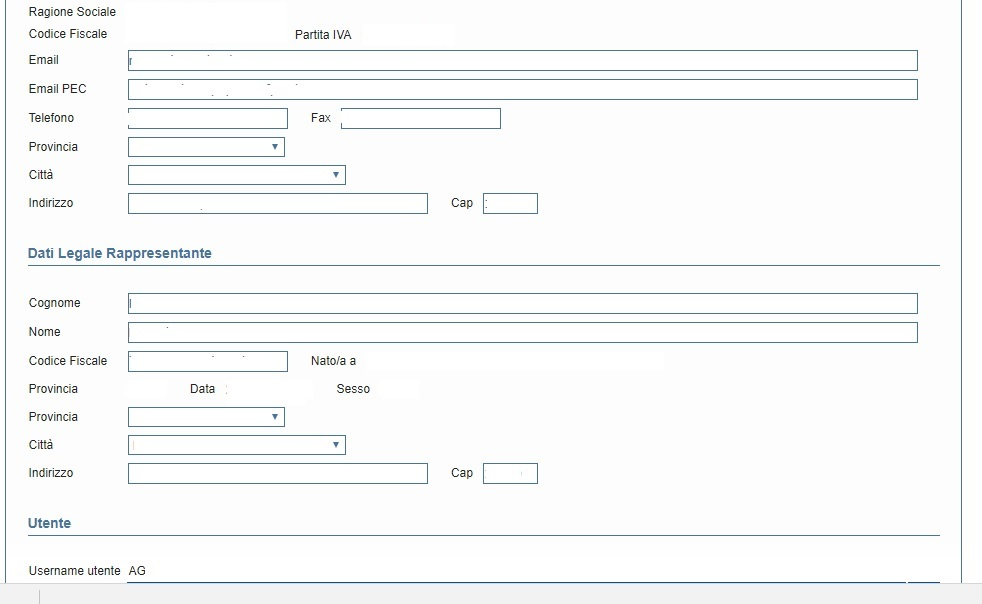 Ragione Sociale
Codice Fiscale Partita IVA
Email
Email PEC
Telefono Fax
Provincia
Città
Indirizzo Cap
Dati Legale Rappresentante
Cognome
Nome
Codice Fiscale Nato/a a
Provincia Data Sesso
Provincia
Città
Indirizzo Cap
Utente
Username utente AG